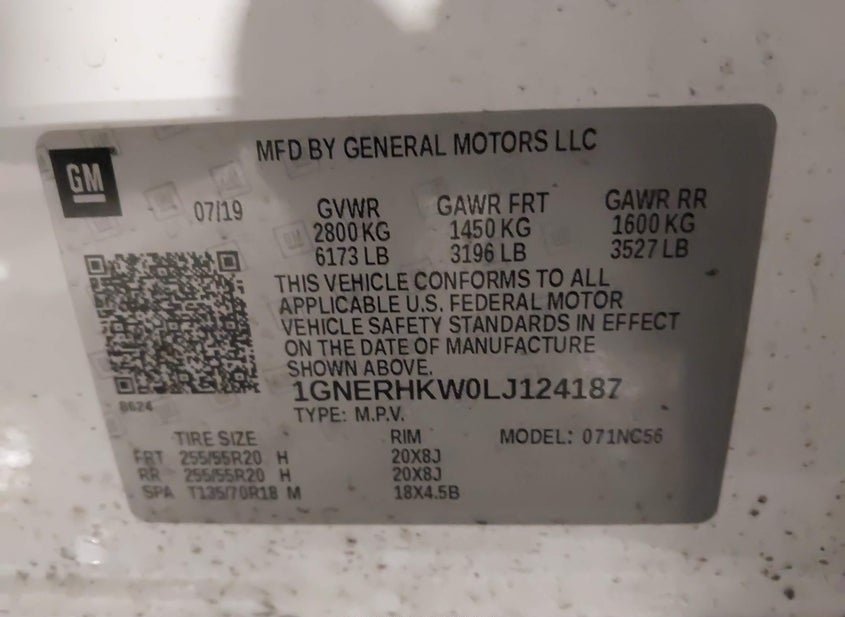 MFD BY GENERAL MOTORS LLC
GM
07/19 GVWR GAWR FRT GAWR RR
2800 KG 1450 KG 1600 KG
6173 LB 3196 LB 3527 LB
THIS VEHICLE CONFORMS TO ALL
APPLICABLE U.S. FEDERAL MOTOR
VEHICLE SAFETY STANDARDS IN EFFECT
ON THE DATE OF MANUFACTURE
SHOWN ABOVE.
1GNERHKW0LJ124187
8624
TYPE: M.P.V.
TIRE SIZE RIM MODEL: 071NC56
FRT 255/55R20 H 20X8J
RR 255/55R20 H 20X8J
SPA T135/70R18 M 18X4.5B